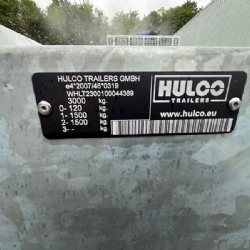 HULCO TRAILERS GMBH
e4*2007/46*0319
WHLT2300100044389
3000 kg.
0- 120 kg.
1- 1500 kg.
2- 1500 kg.
3- -- kg.
HULCO
TRAILERS
www.hulco.eu